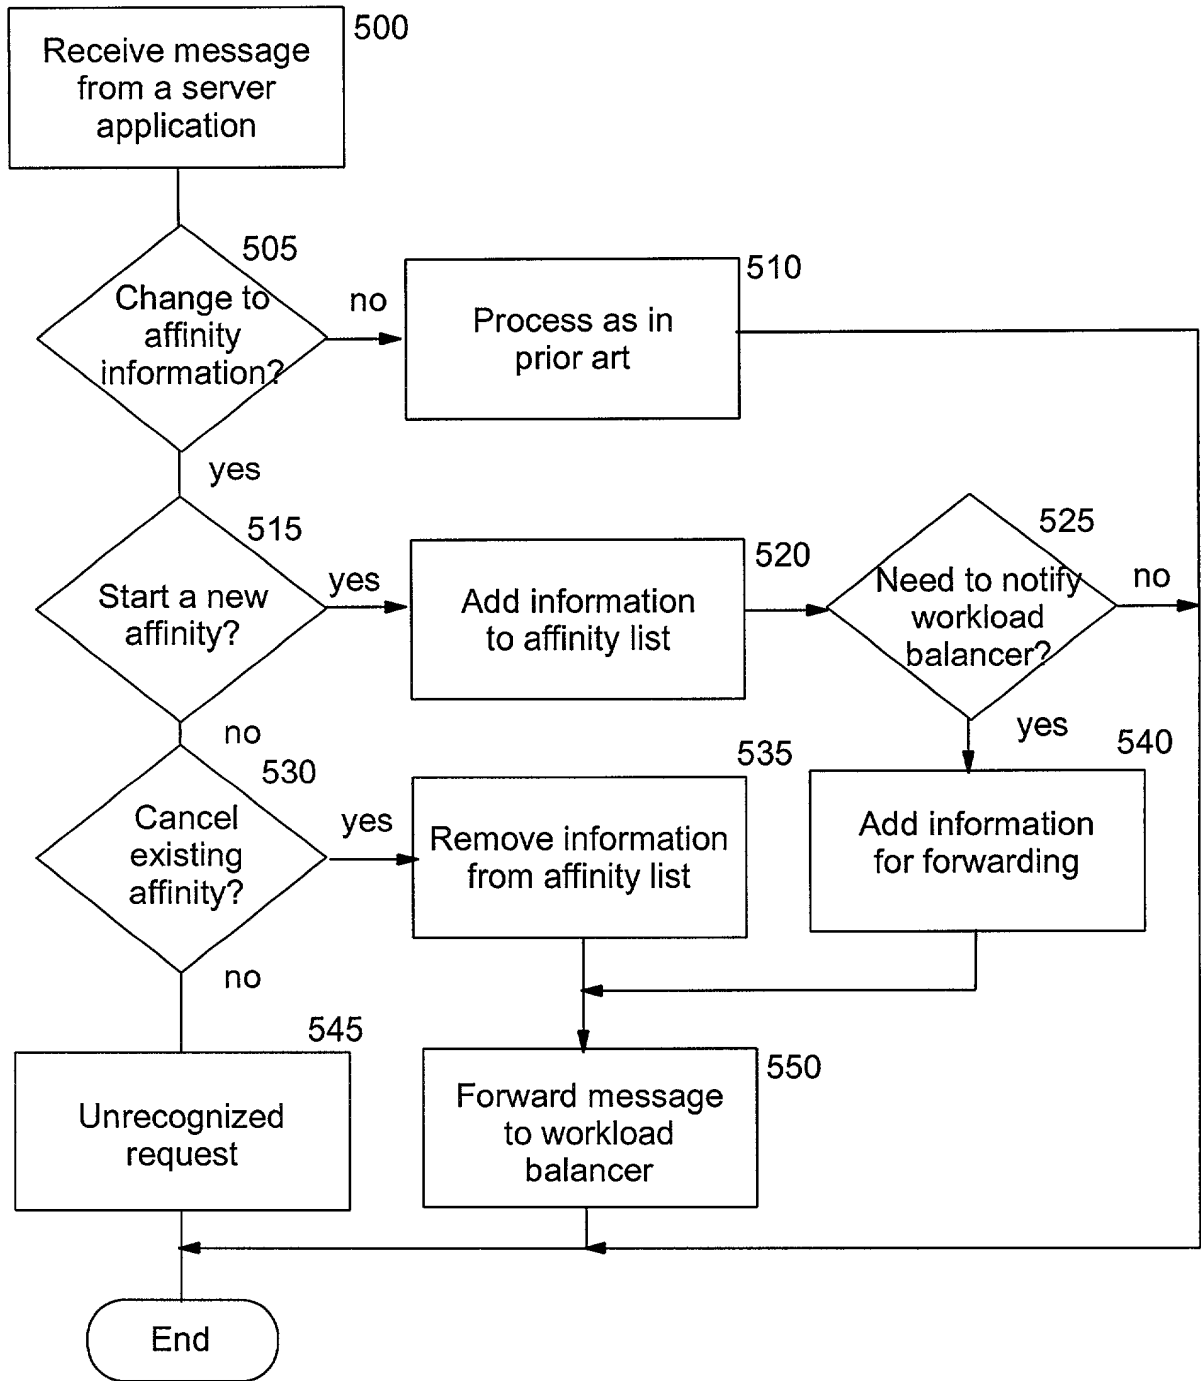 500
Receive message
from a server
application
505
Change to
affinity
information?
no
510
Process as in
prior art
yes
515
Start a new
affinity?
yes
520
Add information
to affinity list
525
Need to notify
workload
balancer?
no
no
530
Cancel
existing
affinity?
yes
535
Remove information
from affinity list
yes
540
Add information
for forwarding
no
545
Unrecognized
request
550
Forward message
to workload
balancer
End